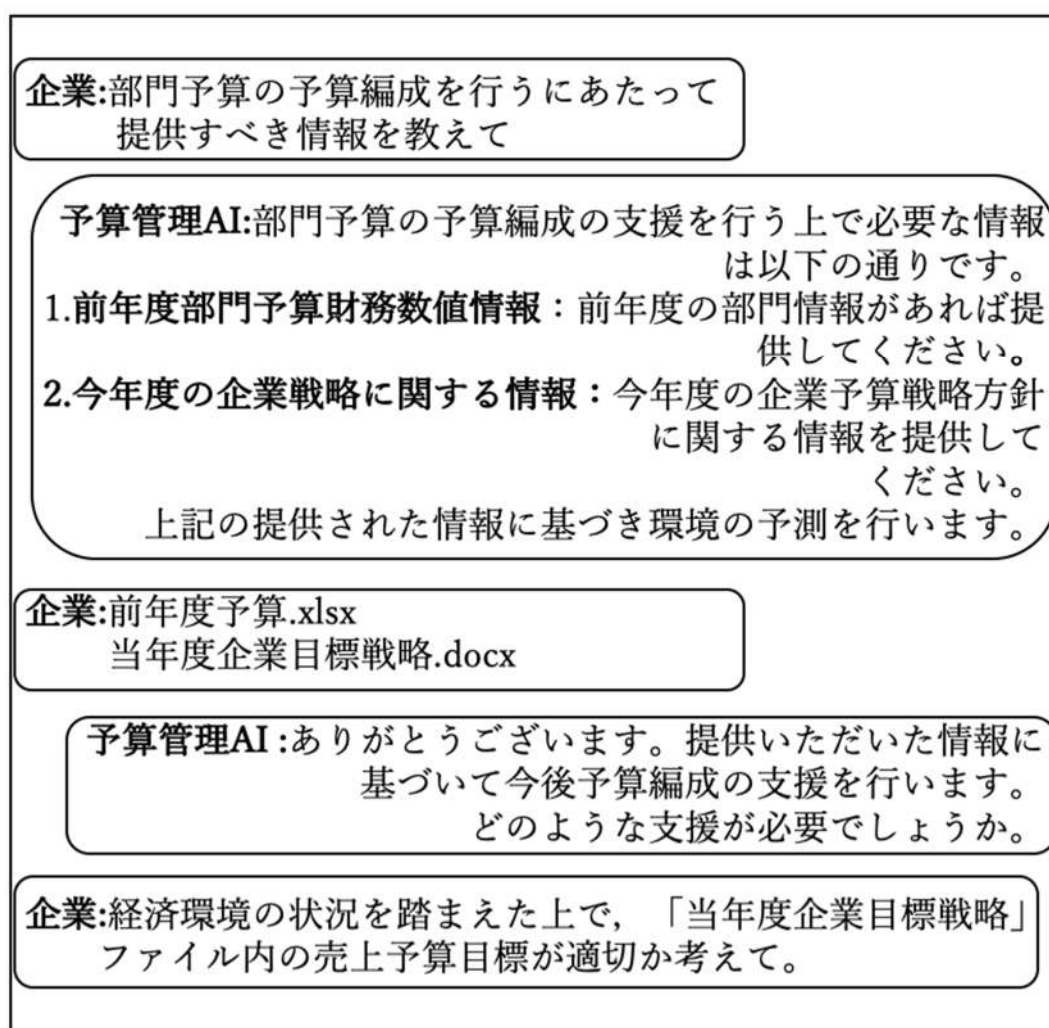 企業:部門予算の予算編成を行うにあたって
提供すべき情報を教えて
予算管理AI:部門予算の予算編成の支援を行う上で必要な情報
は以下の通りです。
1.前年度部門予算財務数値情報：前年度の部門情報があれば提
供してください。
2.今年度の企業戦略に関する情報：今年度の企業予算戦略方針
に関する情報を提供して
ください。
上記の提供された情報に基づき環境の予測を行います。
企業:前年度予算.xlsx
当年度企業目標戦略.docx
予算管理AI :ありがとうございます。提供いただいた情報に
基づいて今後予算編成の支援を行います。
どのような支援が必要でしょうか。
企業:経済環境の状況を踏まえた上で，「当年度企業目標戦略」
ファイル内の売上予算目標が適切か考えて。